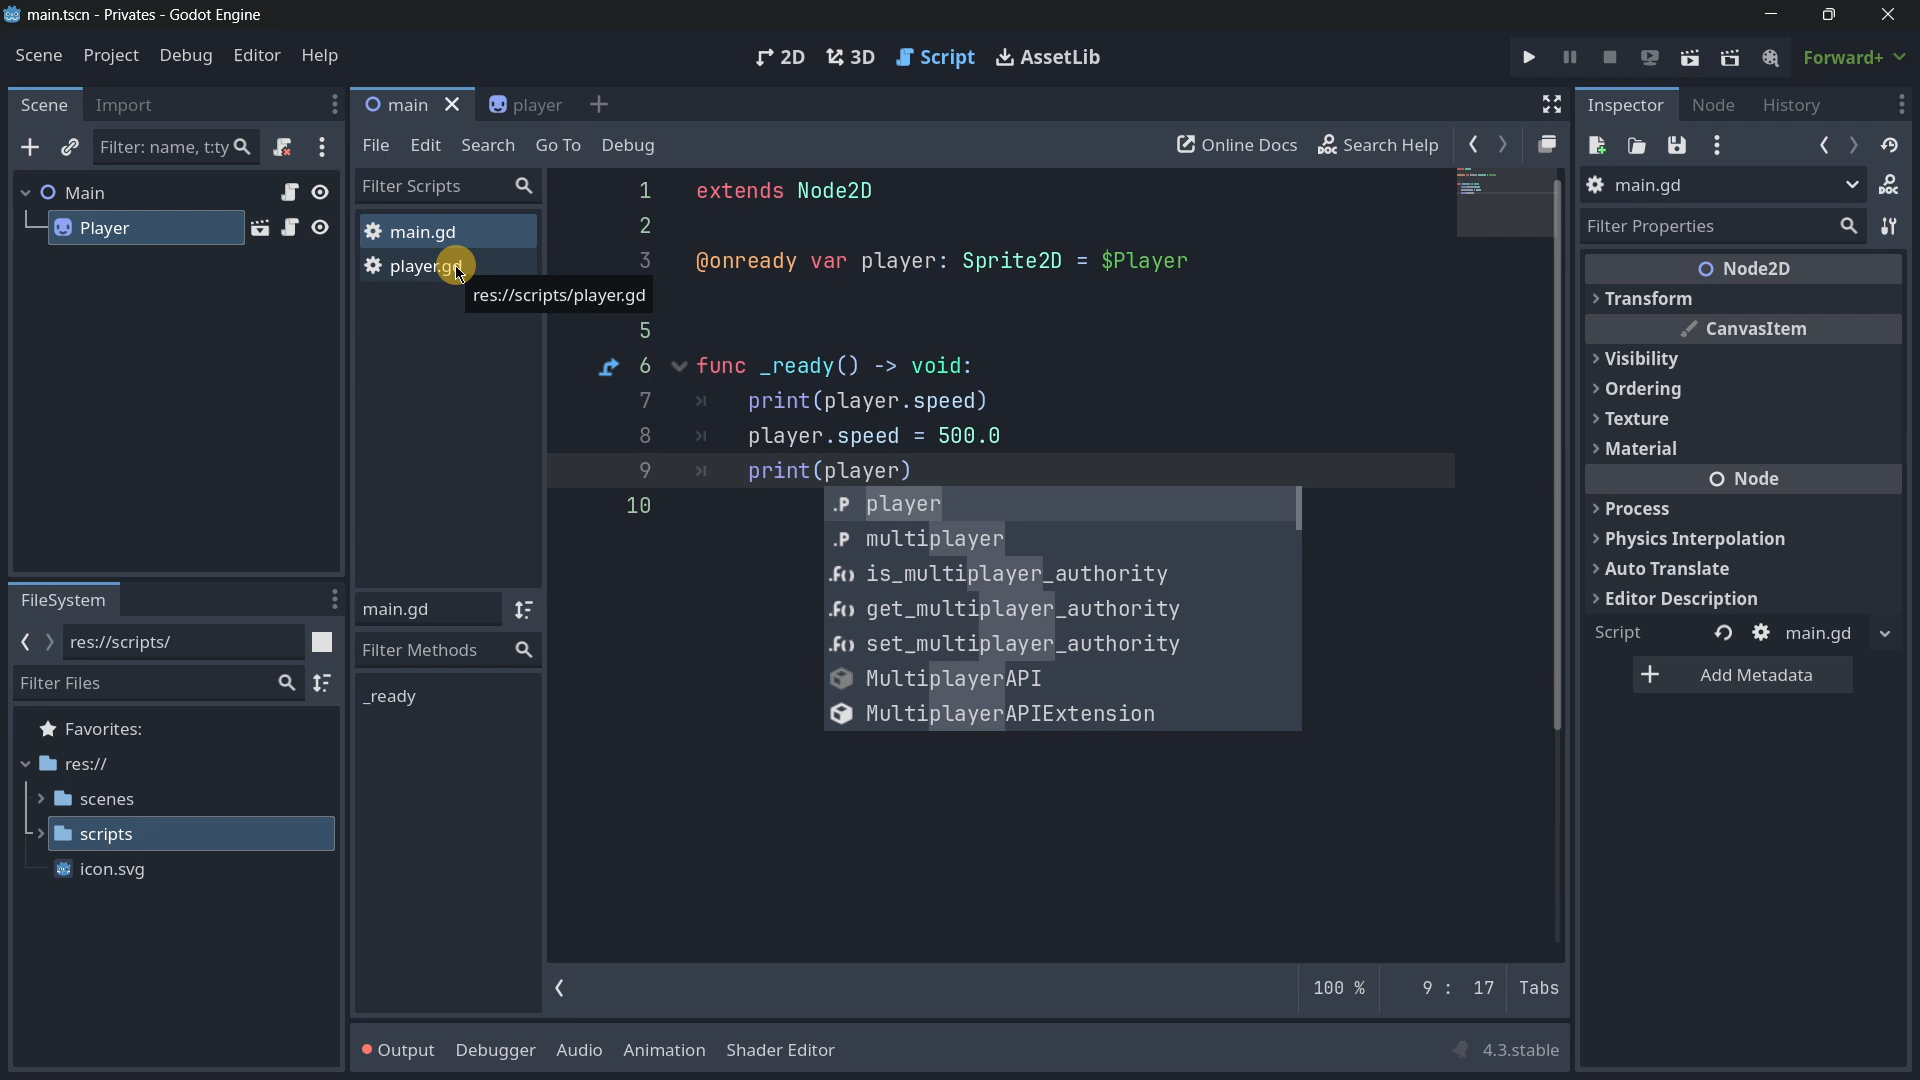 main.tscn - Privates - Godot Engine
Scene Project Debug Editor Help
2D 3D Script AssetLib
Forward+
Scene Import
Filter: name, t:ty
Main
Player
FileSystem
res://scripts/
Filter Files
Favorites:
res://
scenes
scripts
icon.svg
main player
File Edit Search Go To Debug
Online Docs Search Help
Filter Scripts
main.gd
player.gd
res://scripts/player.gd
main.gd
Filter Methods
_ready
1 extends Node2D
2
3 @onready var player: Sprite2D = $Player
5
6 func _ready() -> void:
7 print(player.speed)
8 player.speed = 500.0
9 print(player)
10
.P player
.P multiplayer
.f() is_multiplayer_authority
.f() get_multiplayer_authority
.f() set_multiplayer_authority
MultiplayerAPI
MultiplayerAPIExtension
100 % 9 : 17 Tabs
Output Debugger Audio Animation Shader Editor
4.3.stable
Inspector Node History
main.gd
Filter Properties
Node2D
Transform
CanvasItem
Visibility
Ordering
Texture
Material
Node
Process
Physics Interpolation
Auto Translate
Editor Description
Script main.gd
Add Metadata